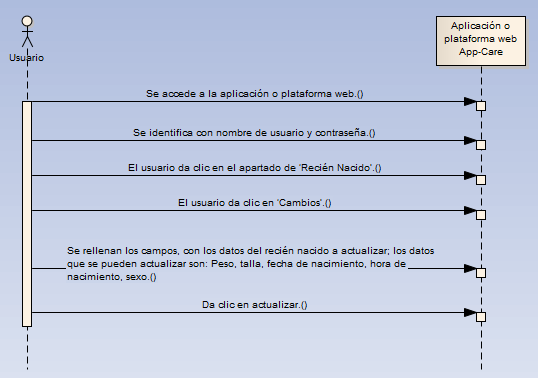 Aplicación o
plataforma web
App-Care
Usuario
Se accede a la aplicación o plataforma web.()
Se identifica con nombre de usuario y contraseña.()
El usuario da clic en el apartado de 'Recién Nacido'.()
El usuario da clic en 'Cambios'.()
Se rellenan los campos, con los datos del recién nacido a actualizar; los datos
que se pueden actualizar son: Peso, talla, fecha de nacimiento, hora de
nacimiento, sexo.()
Da clic en actualizar.()